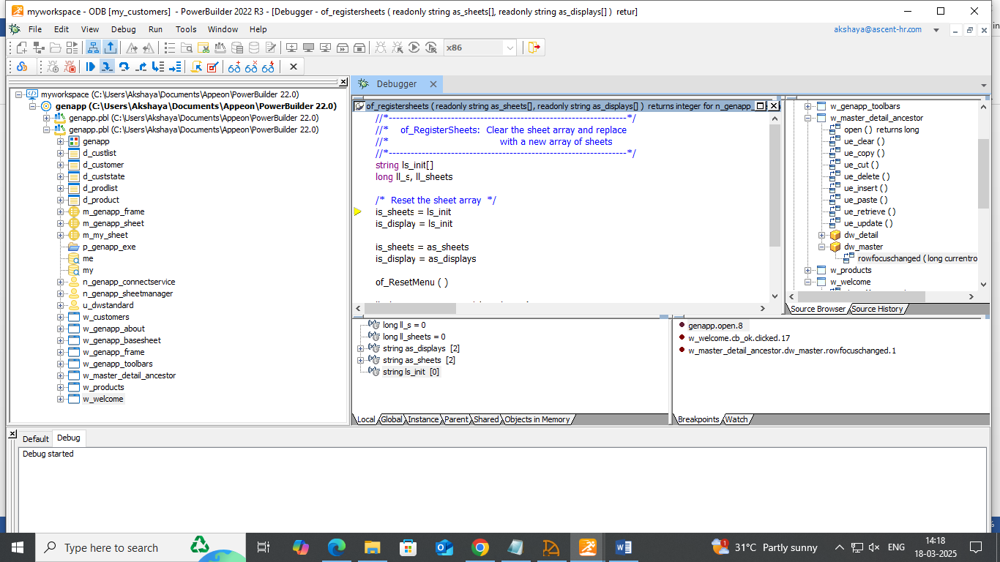 myworkspace - ODB [my_customers]  - PowerBuilder 2022 R3 - [Debugger - of_registersheets ( readonly string as_sheets[], readonly string as_displays[] )  retur]
File Edit View Debug Run Tools Window Help
akshaya@ascent-hr.com
x86
myworkspace (C:\Users\Akshaya\Documents\Appeon\PowerBuilder 22.0)
genapp (C:\Users\Akshaya\Documents\Appeon\PowerBuilder 22.0)
genapp.pbl (C:\Users\Akshaya\Documents\Appeon\PowerBuilder 22.0)
genapp.pbl (C:\Users\Akshaya\Documents\Appeon\PowerBuilder 22.0)
genapp
d_custlist
d_customer
d_custstate
d_prodlist
d_product
m_genapp_frame
m_genapp_sheet
m_my_sheet
p_genapp_exe
me
my
n_genapp_connectservice
n_genapp_sheetmanager
u_dwstandard
w_customers
w_genapp_about
w_genapp_basesheet
w_genapp_frame
w_genapp_toolbars
w_master_detail_ancestor
w_products
w_welcome
Debugger
of_registersheets ( readonly string as_sheets[], readonly string as_displays[] )  returns integer for n_genapp_
//*-----------------------------------------------------------------*/
//*    of_RegisterSheets:  Clear the sheet array and replace
//*                                      with a new array of sheets
//*-----------------------------------------------------------------*/
string ls_init[]
long ll_s, ll_sheets
/*  Reset the sheet array  */
is_sheets = ls_init
is_display = ls_init
is_sheets = as_sheets
is_display = as_displays
of_ResetMenu ( )
w_genapp_toolbars
w_master_detail_ancestor
open ( )  returns long
ue_clear ( )
ue_copy ( )
ue_cut ( )
ue_delete ( )
ue_insert ( )
ue_paste ( )
ue_retrieve ( )
ue_update ( )
dw_detail
dw_master
rowfocuschanged ( long currentro
w_products
w_welcome
Source Browser Source History
long ll_s = 0
long ll_sheets = 0
string as_displays  [2]
string as_sheets  [2]
string ls_init  [0]
Local Global Instance Parent Shared Objects in Memory
genapp.open.8
w_welcome.cb_ok.clicked.17
w_master_detail_ancestor.dw_master.rowfocuschanged.1
Breakpoints Watch
Default Debug
Debug started
Type here to search
1
31°C Partly sunny
ENG
14:18
18-03-2025